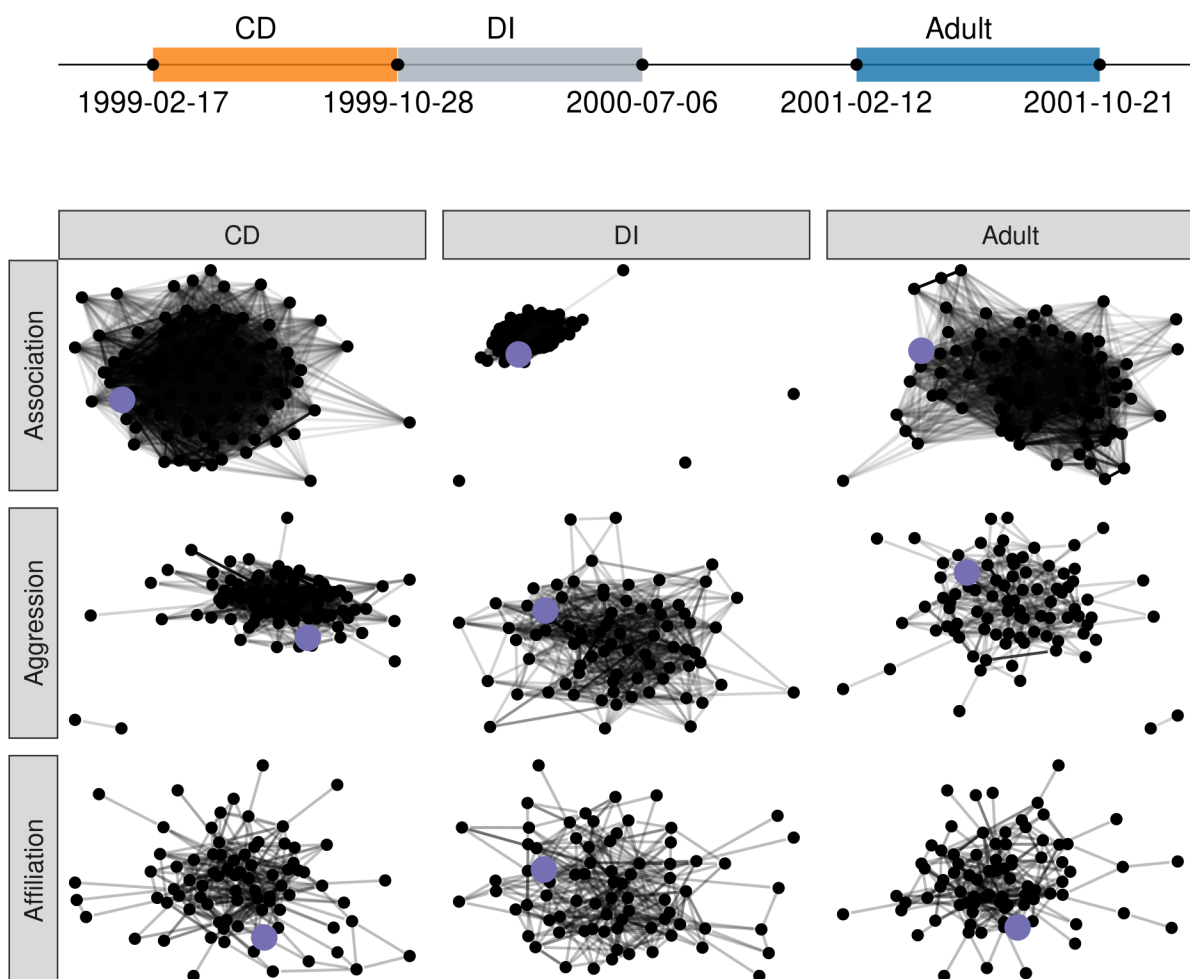 CD DI Adult
1999-02-17 1999-10-28 2000-07-06 2001-02-12 2001-10-21
CD DI Adult
Association
Aggression
Affiliation